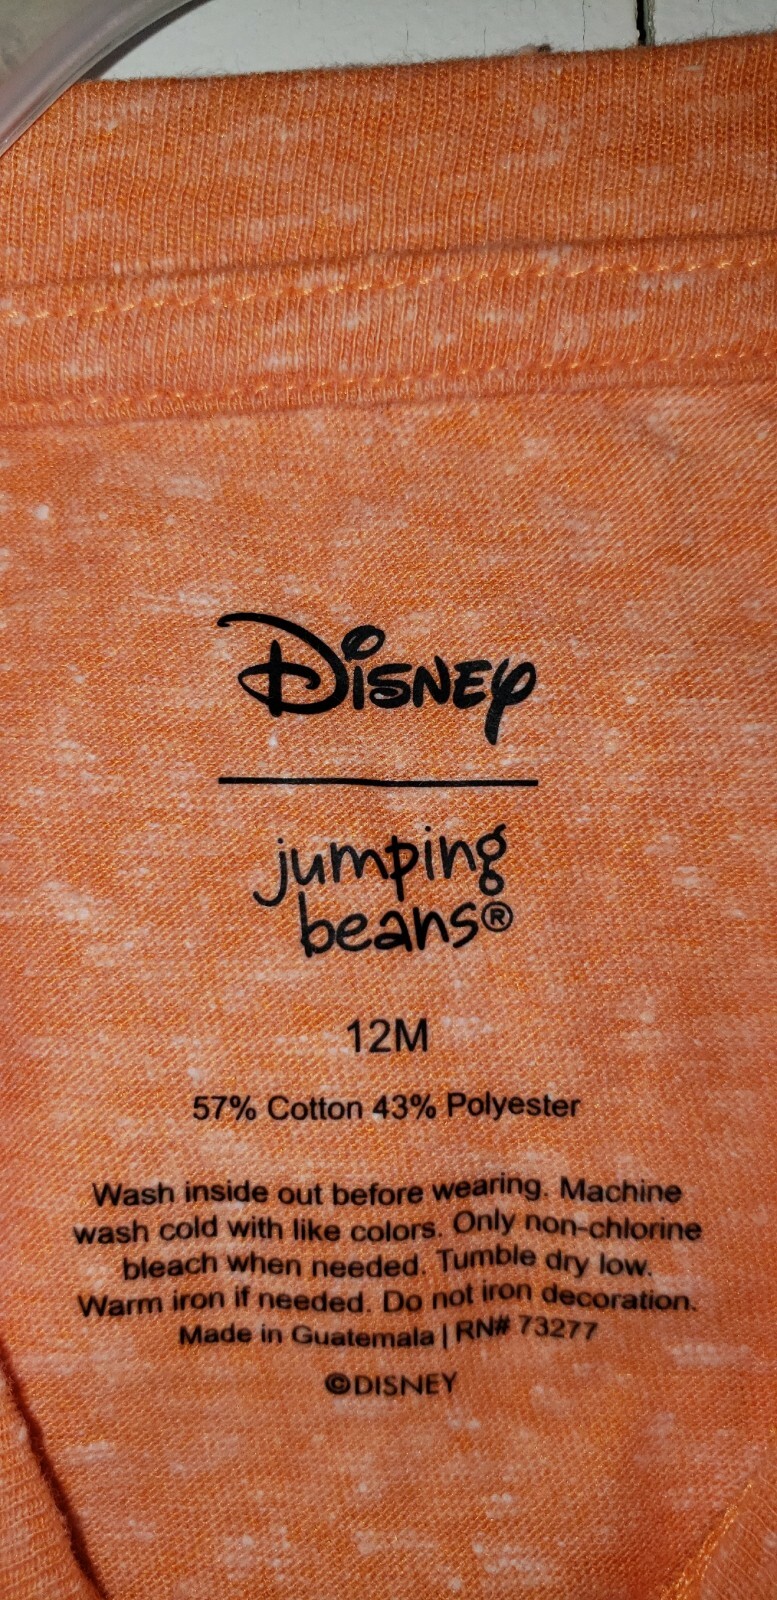 Disney
jumping
beans®
12M
57% Cotton 43% Polyester
Wash inside out before wearing. Machine
wash cold with like colors. Only non-chlorine
bleach when needed. Tumble dry low.
Warm iron if needed. Do not iron decoration.
Made in Guatemala | RN# 73277
©DISNEY